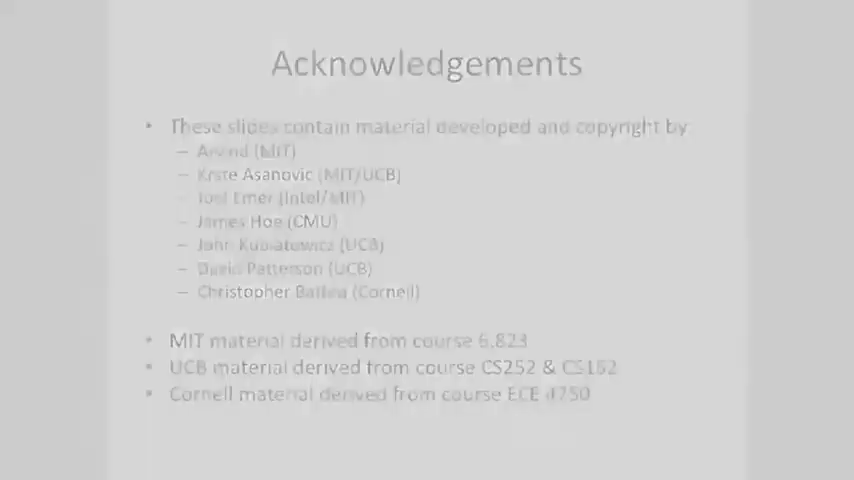 Acknowledgements
• These slides contain material developed and copyright by
– Arvind (MIT)
– Krste Asanovic (MIT/UCB)
– Joel Emer (Intel/MIT)
– James Hoe (CMU)
– John Kubiatowicz (UCB)
– David Patterson (UCB)
– Christopher Batten (Cornell)
• MIT material derived from course 6.823
• UCB material derived from course CS252 & CS152
• Cornell material derived from course ECE 4750